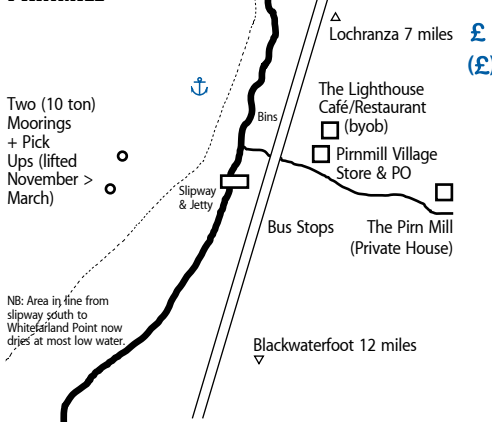 Lochranza 7 miles
£
(£)
The Lighthouse
Café/Restaurant
(byob)
Two (10 ton)
Moorings
+ Pick
Ups (lifted
November >
March)
Bins
Pirnmill Village
Store & PO
Slipway
& Jetty
Bus Stops
The Pirn Mill
(Private House)
NB: Area in line from
slipway south to
Whitefarland Point now
dries at most low water.
Blackwaterfoot 12 miles